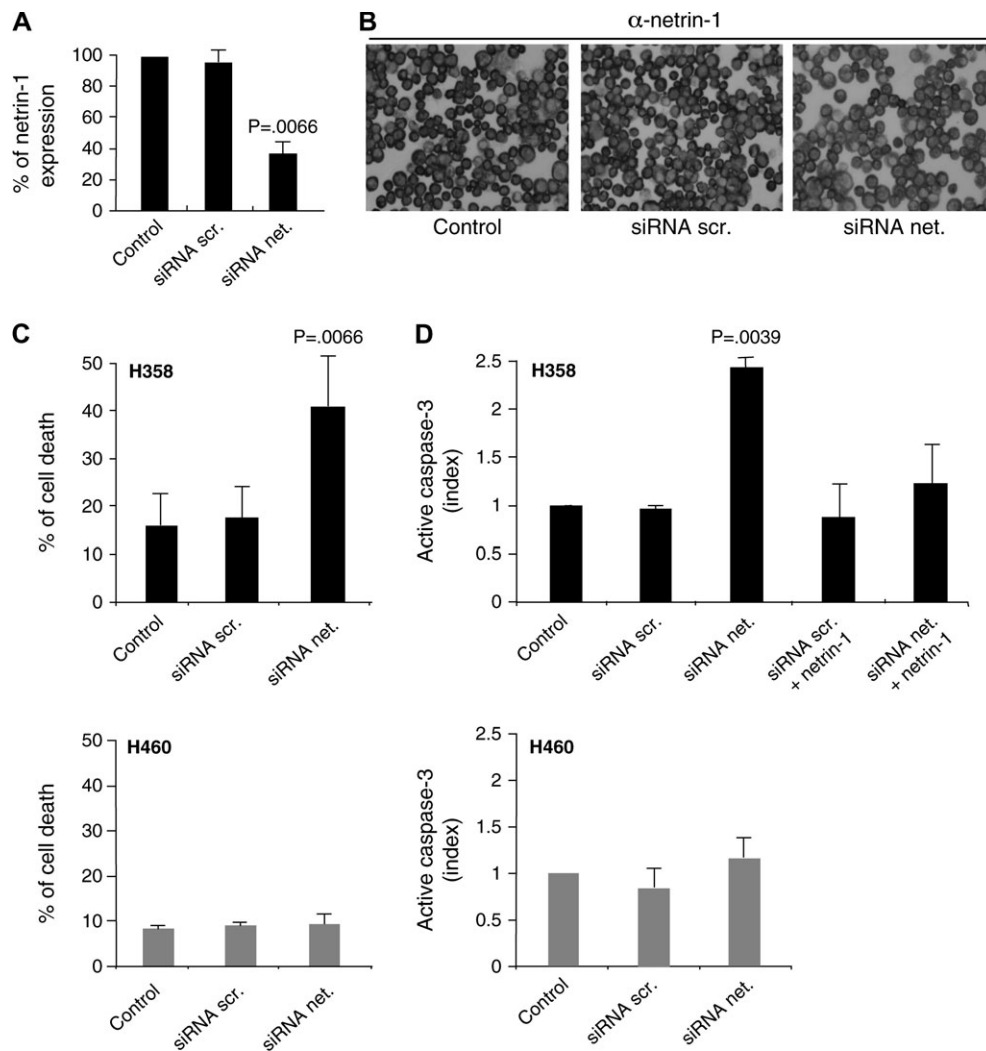 A
% of netrin-1
expression
100
80
60
40
20
0
P=.0066
Control
siRNA scr.
siRNA net.
B
α-netrin-1
Control
siRNA scr.
siRNA net.
C
H358
% of cell death
50
40
30
20
10
0
P=.0066
Control
siRNA scr.
siRNA net.
D
H358
Active caspase-3
(index)
2.5
2
1.5
1
0.5
0
P=.0039
Control
siRNA scr.
siRNA net.
siRNA scr.
+ netrin-1
siRNA net.
+ netrin-1
H460
% of cell death
50
40
30
20
10
0
Control
siRNA scr.
siRNA net.
H460
Active caspase-3
(index)
2.5
2
1.5
1
0.5
0
Control
siRNA scr.
siRNA net.